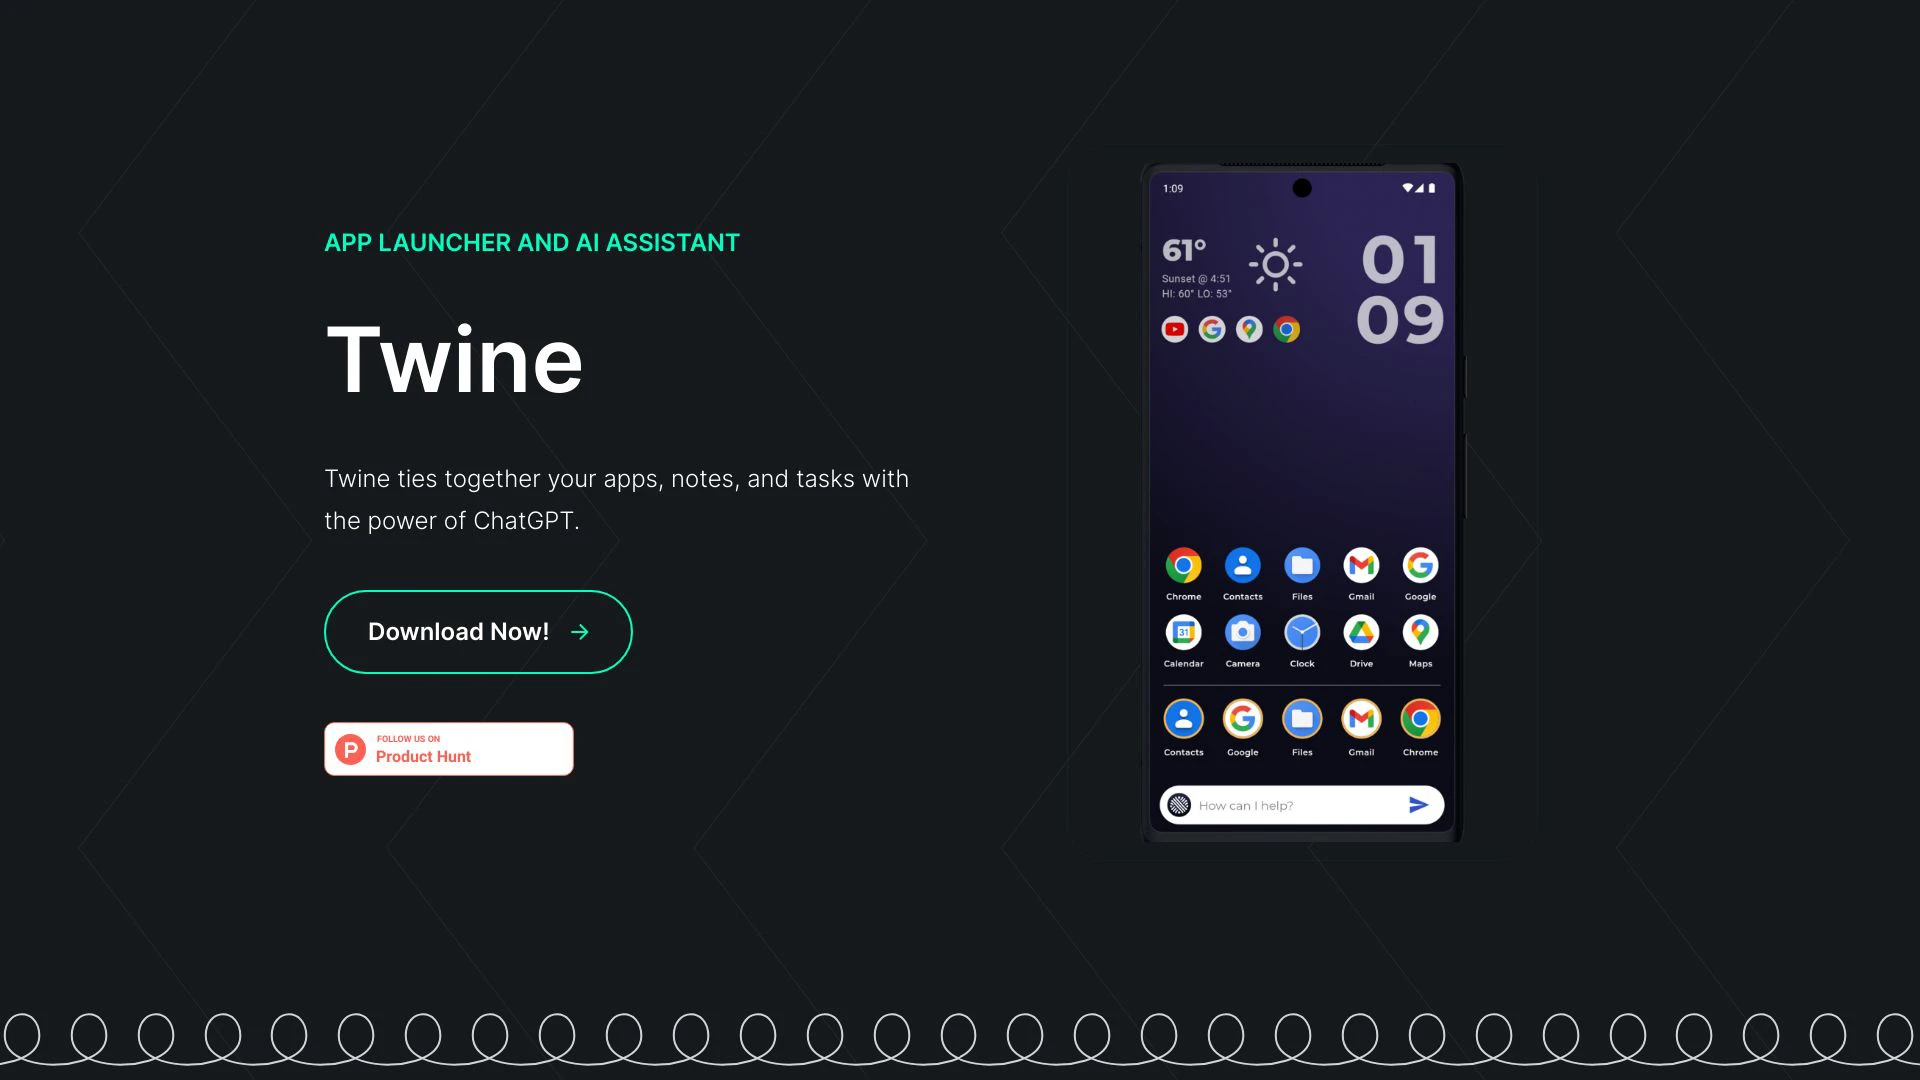 APP LAUNCHER AND AI ASSISTANT
Twine
Twine ties together your apps, notes, and tasks with
the power of ChatGPT.
Download Now!
FOLLOW US ON
Product Hunt
1:09
61°
Sunset @ 4:51
HI: 60° LO: 53°
01
09
Chrome Contacts Files Gmail Google
31
Calendar Camera Clock Drive Maps
Contacts Google Files Gmail Chrome
How can I help?